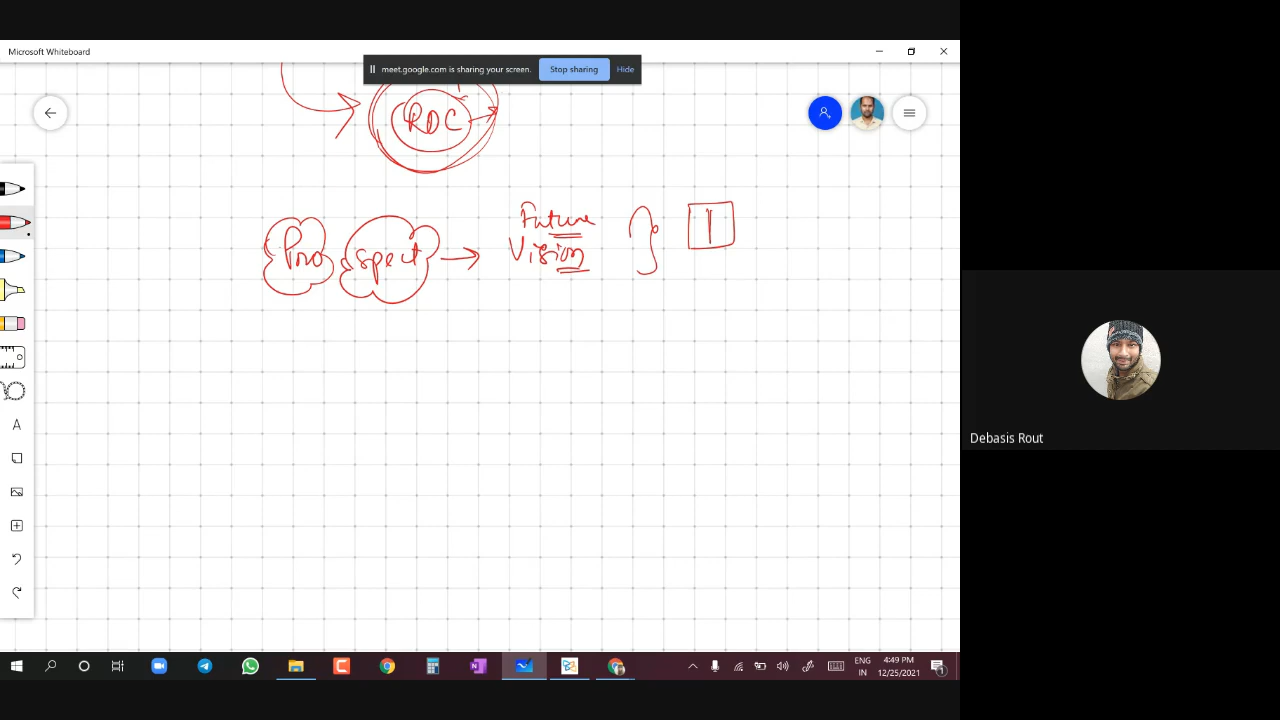 Microsoft Whiteboard
meet.google.com is sharing your screen. Stop sharing Hide
RDC
Pro spect → Future
Vision
1
Debasis Rout
A
ENG 4:49 PM
IN 12/25/2021